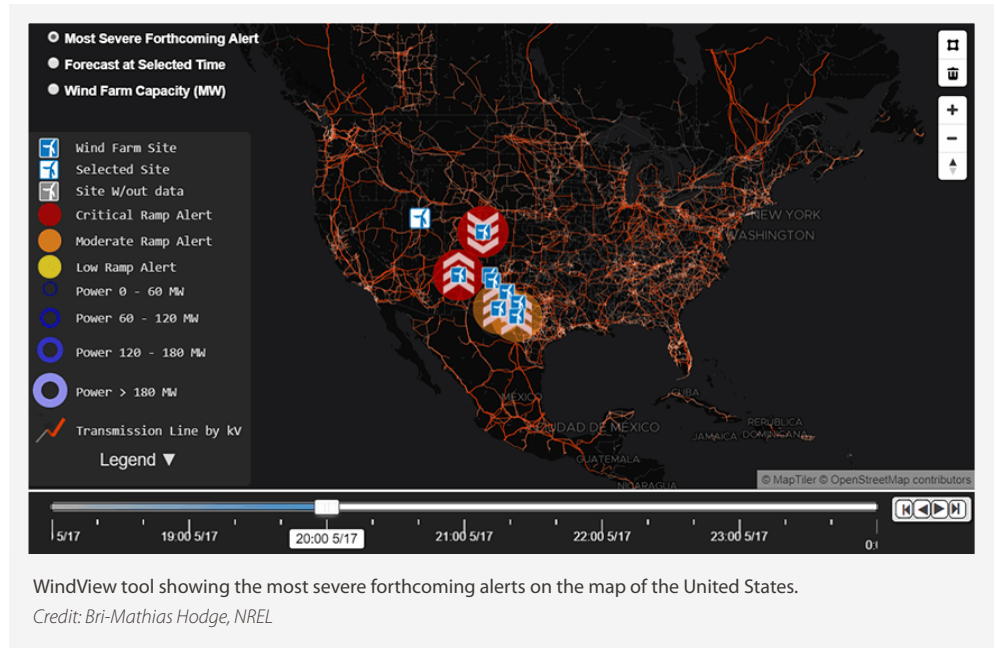 Most Severe Forthcoming Alert
Forecast at Selected Time
Wind Farm Capacity (MW)
Wind Farm Site
Selected Site
Site W/out data
Critical Ramp Alert
Moderate Ramp Alert
Low Ramp Alert
Power 0 - 60 MW
Power 60 - 120 MW
Power 120 - 180 MW
Power > 180 MW
Transmission Line by kV
Legend ▼
NEW YORK
WASHINGTON
MÉXICO
CUBA
CIUDAD DE MÉXICO
REPÚBLICA
JAMAICA DOMINICANA
GUATEMALA
NICARAGUA
© MapTiler © OpenStreetMap contributors
5/17
19:00 5/17
20:00 5/17
21:00 5/17
22:00 5/17
23:00 5/17
WindView tool showing the most severe forthcoming alerts on the map of the United States.
Credit: Bri-Mathias Hodge, NREL